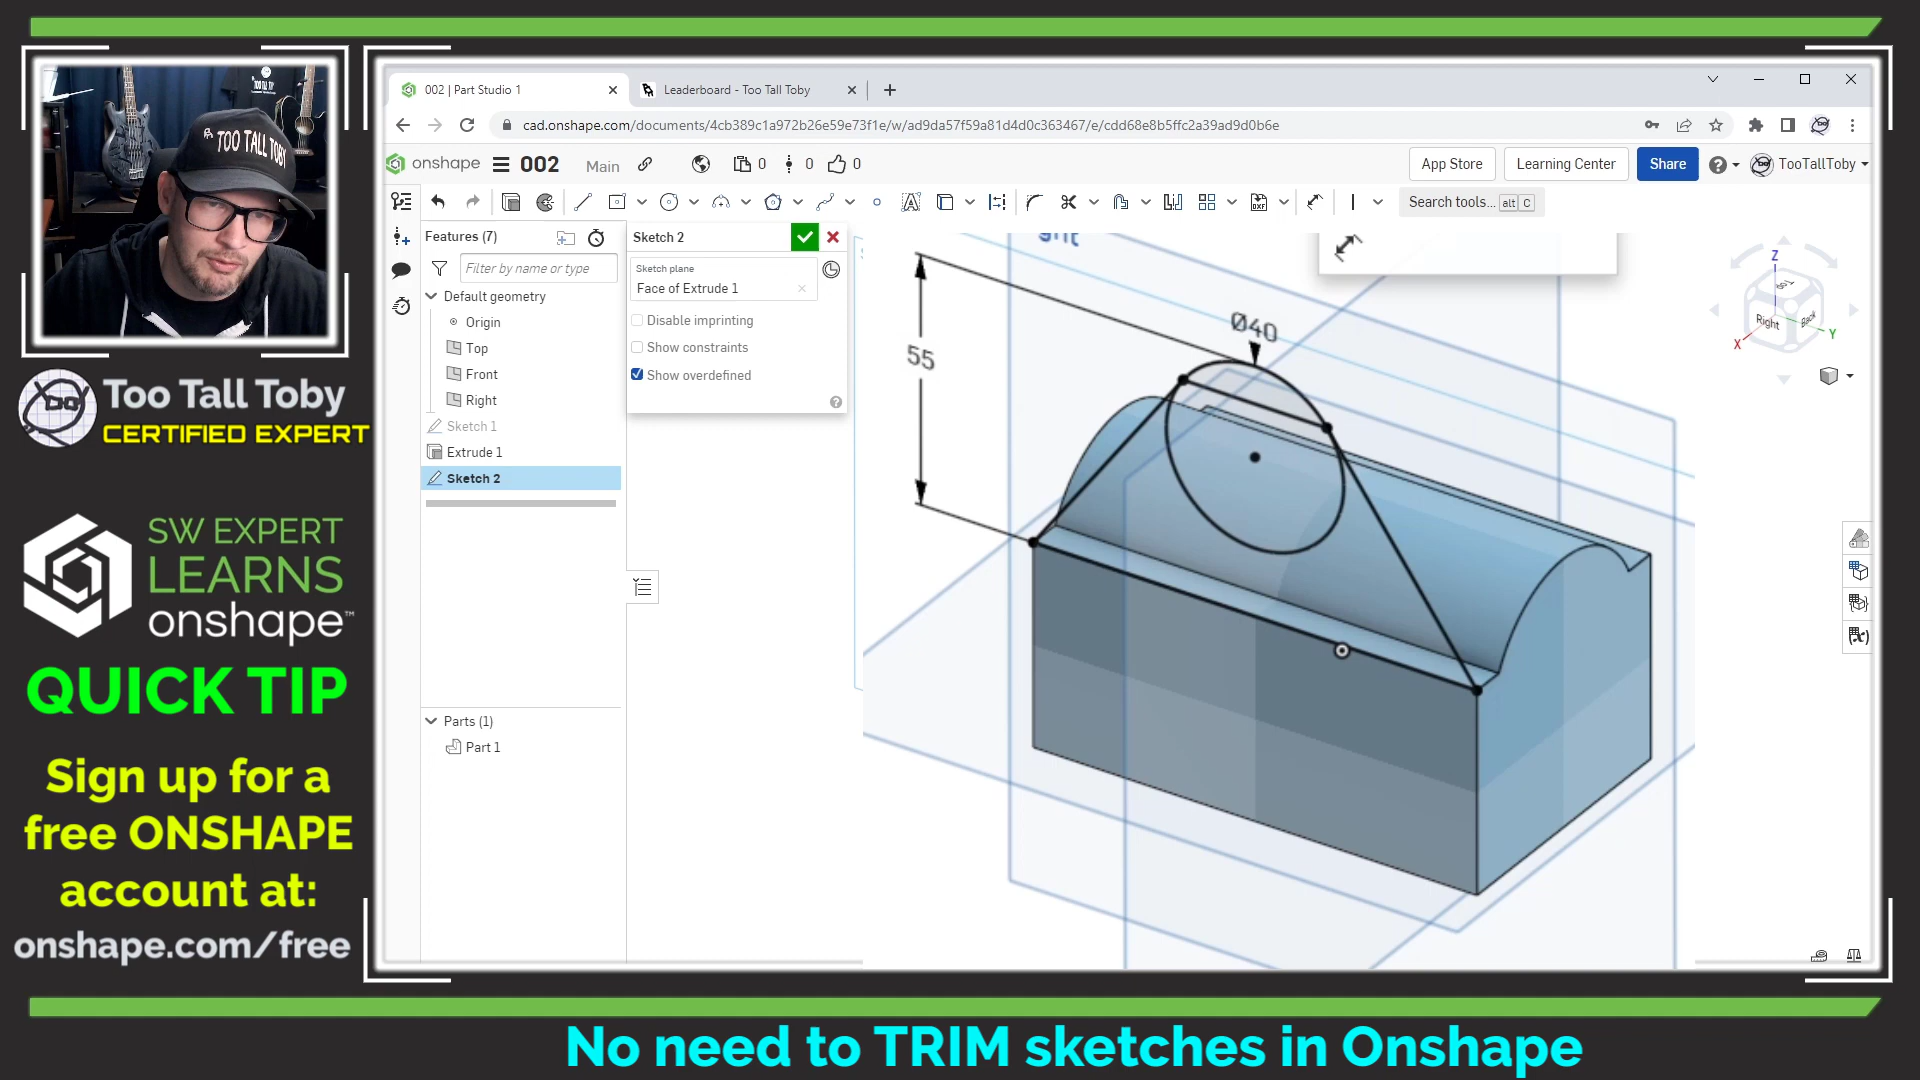 002 | Part Studio 1
Leaderboard - Too Tall Toby
cad.onshape.com/documents/4cb389c1a972b26e59e73f1e/w/ad9da57f59a81d4d0c363467/e/cdd68e8b5ffc2a39ad9d0b6e
onshape
002
Main
0
0
0
App Store
Learning Center
Share
TooTallToby
Search tools...
alt
C
Features (7)
Filter by name or type
Default geometry
Origin
Top
Front
Right
Sketch 1
Extrude 1
Sketch 2
Parts (1)
Part 1
Sketch 2
Sketch plane
Face of Extrude 1
Disable imprinting
Show constraints
Show overdefined
55
Ø40
Z
Right
Back
X
Y
TOO TALL TOBY
Too Tall Toby
CERTIFIED EXPERT
SW EXPERT
LEARNS
onshape™
QUICK TIP
Sign up for a
free ONSHAPE
account at:
onshape.com/free
No need to TRIM sketches in Onshape